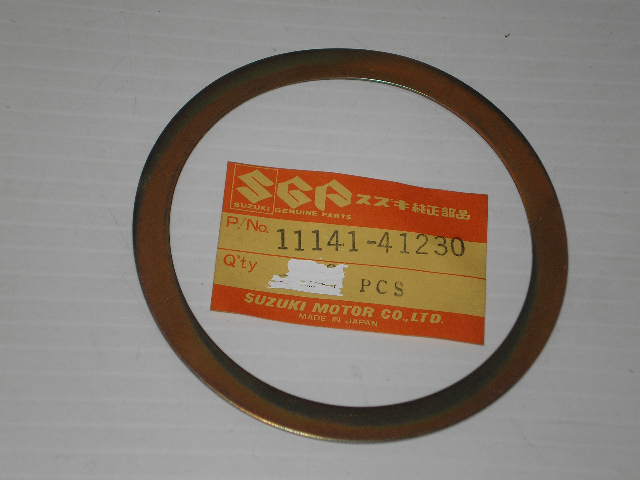 SGP スズキ純正部品
SUZUKI GENUINE PARTS
P/No. 11141-41230
Q'ty PCS
SUZUKI MOTOR CO.,LTD.
MADE IN JAPAN